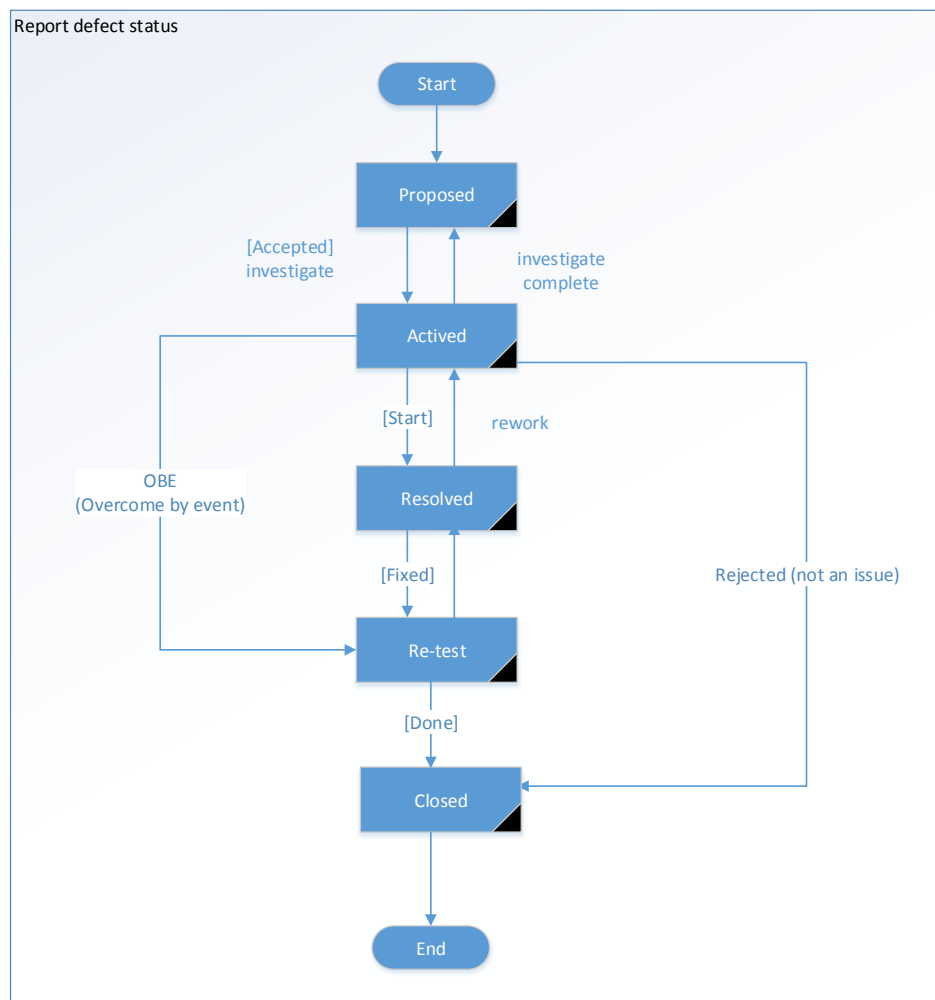 Report defect status
Start
Proposed
[Accepted]
investigate
investigate
complete
Actived
[Start]
rework
OBE
(Overcome by event)
Resolved
[Fixed]
Rejected (not an issue)
Re-test
[Done]
Closed
End